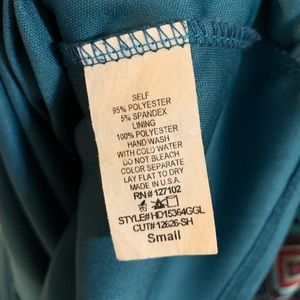 SELF
95% POLYESTER
5% SPANDEX
LINING
100% POLYESTER
HAND WASH
WITH COLD WATER
DO NOT BLEACH
COLOR SEPARATE
LAY FLAT TO DRY
MADE IN U.S.A.
RN# 127102
STYLE#HD15364GGL
CUT#12626-SH
Small